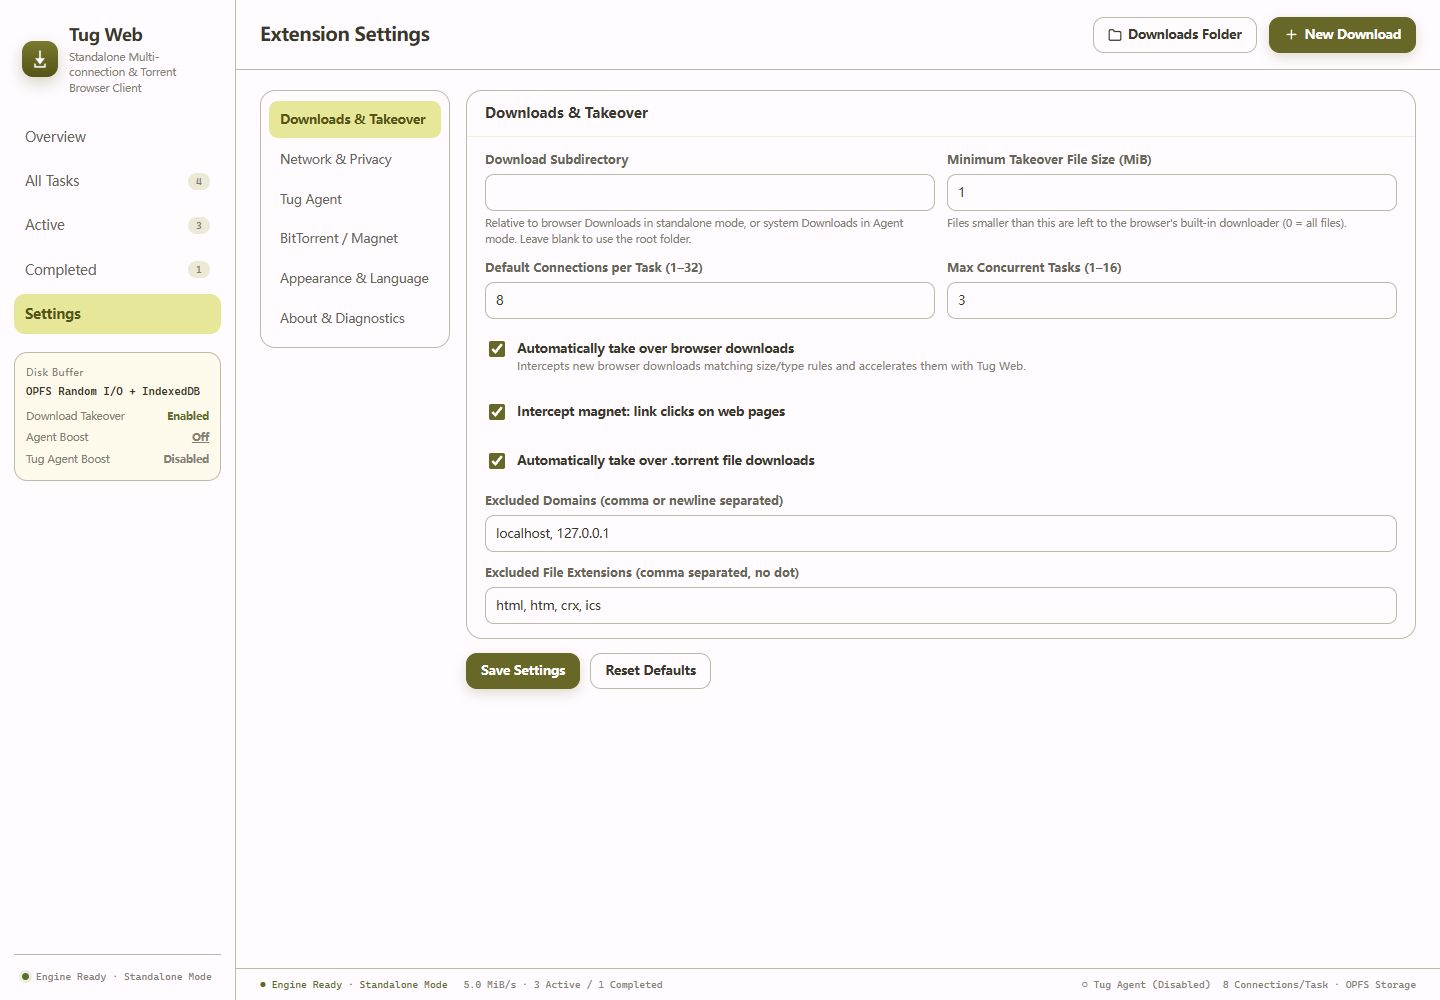 Tug Web
Standalone Multi-
connection & Torrent
Browser Client
Overview
All Tasks 4
Active 3
Completed 1
Settings
Disk Buffer
OPFS Random I/O + IndexedDB
Download Takeover Enabled
Agent Boost Off
Tug Agent Boost Disabled
Engine Ready · Standalone Mode
Extension Settings
Downloads Folder
New Download
Downloads & Takeover
Network & Privacy
Tug Agent
BitTorrent / Magnet
Appearance & Language
About & Diagnostics
Downloads & Takeover
Download Subdirectory
Relative to browser Downloads in standalone mode, or system Downloads in Agent
mode. Leave blank to use the root folder.
Minimum Takeover File Size (MiB)
1
Files smaller than this are left to the browser's built-in downloader (0 = all files).
Default Connections per Task (1–32)
8
Max Concurrent Tasks (1–16)
3
Automatically take over browser downloads
Intercepts new browser downloads matching size/type rules and accelerates them with Tug Web.
Intercept magnet: link clicks on web pages
Automatically take over .torrent file downloads
Excluded Domains (comma or newline separated)
localhost, 127.0.0.1
Excluded File Extensions (comma separated, no dot)
html, htm, crx, ics
Save Settings
Reset Defaults
Engine Ready · Standalone Mode 5.0 MiB/s · 3 Active / 1 Completed
Tug Agent (Disabled) 8 Connections/Task · OPFS Storage